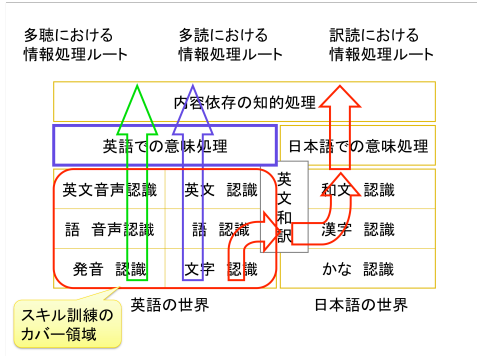 多聴における
情報処理ルート
多読における
情報処理ルート
訳読における
情報処理ルート
内容依存の知的処理
英語での意味処理
日本語での意味処理
英文音声認識
英文 認識
英文和訳
和文 認識
語 音声認識
語 認識
漢字 認識
発音 認識
文字 認識
かな 認識
英語の世界
日本語の世界
スキル訓練の
カバー領域